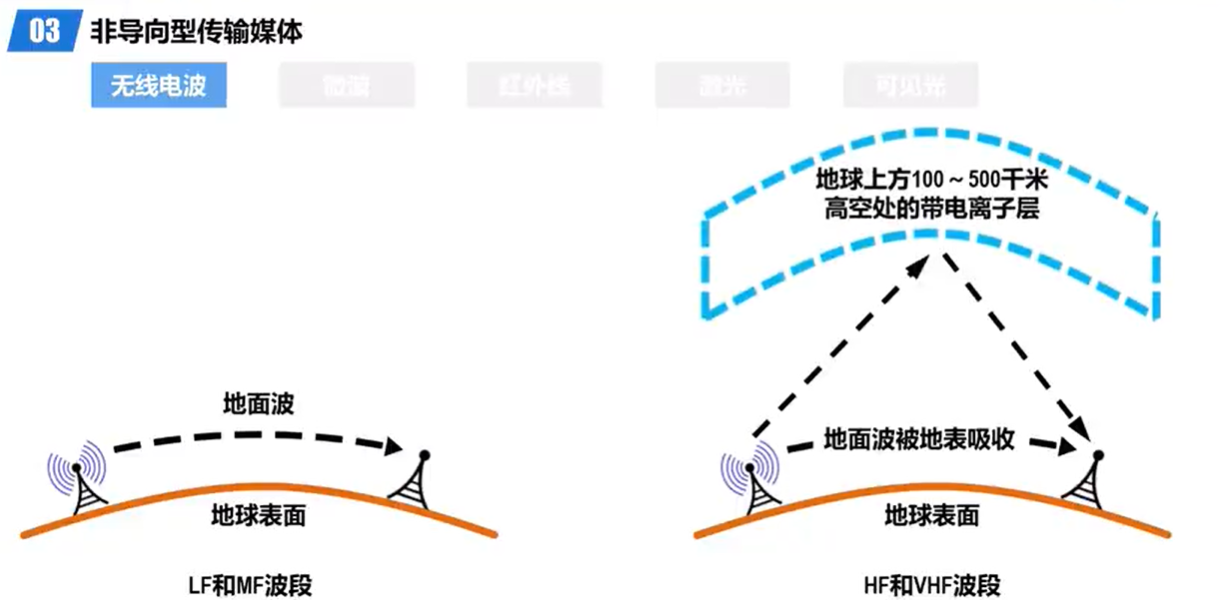 03 非导向型传输媒体
无线电波 微波 红外线 激光 可见光
地球上方100～500千米
高空处的带电离子层
地面波
地面波被地表吸收
地球表面
地球表面
LF和MF波段
HF和VHF波段